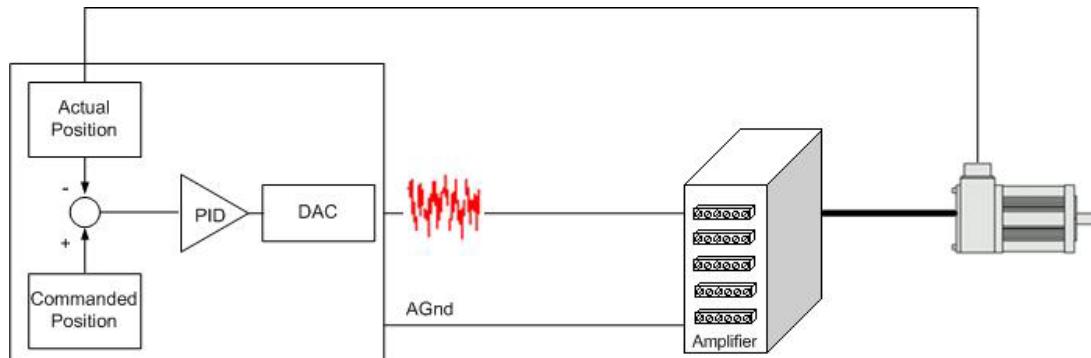 Actual
Position
-
PID
DAC
+
Commanded
Position
AGnd
Amplifier